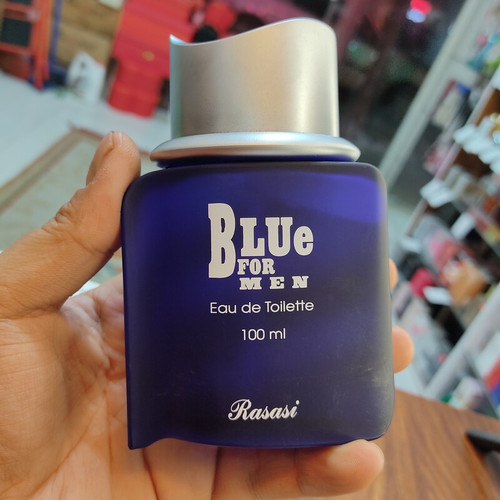 BLUe
FOR
MEN
Eau de Toilette
100 ml
Rasasi